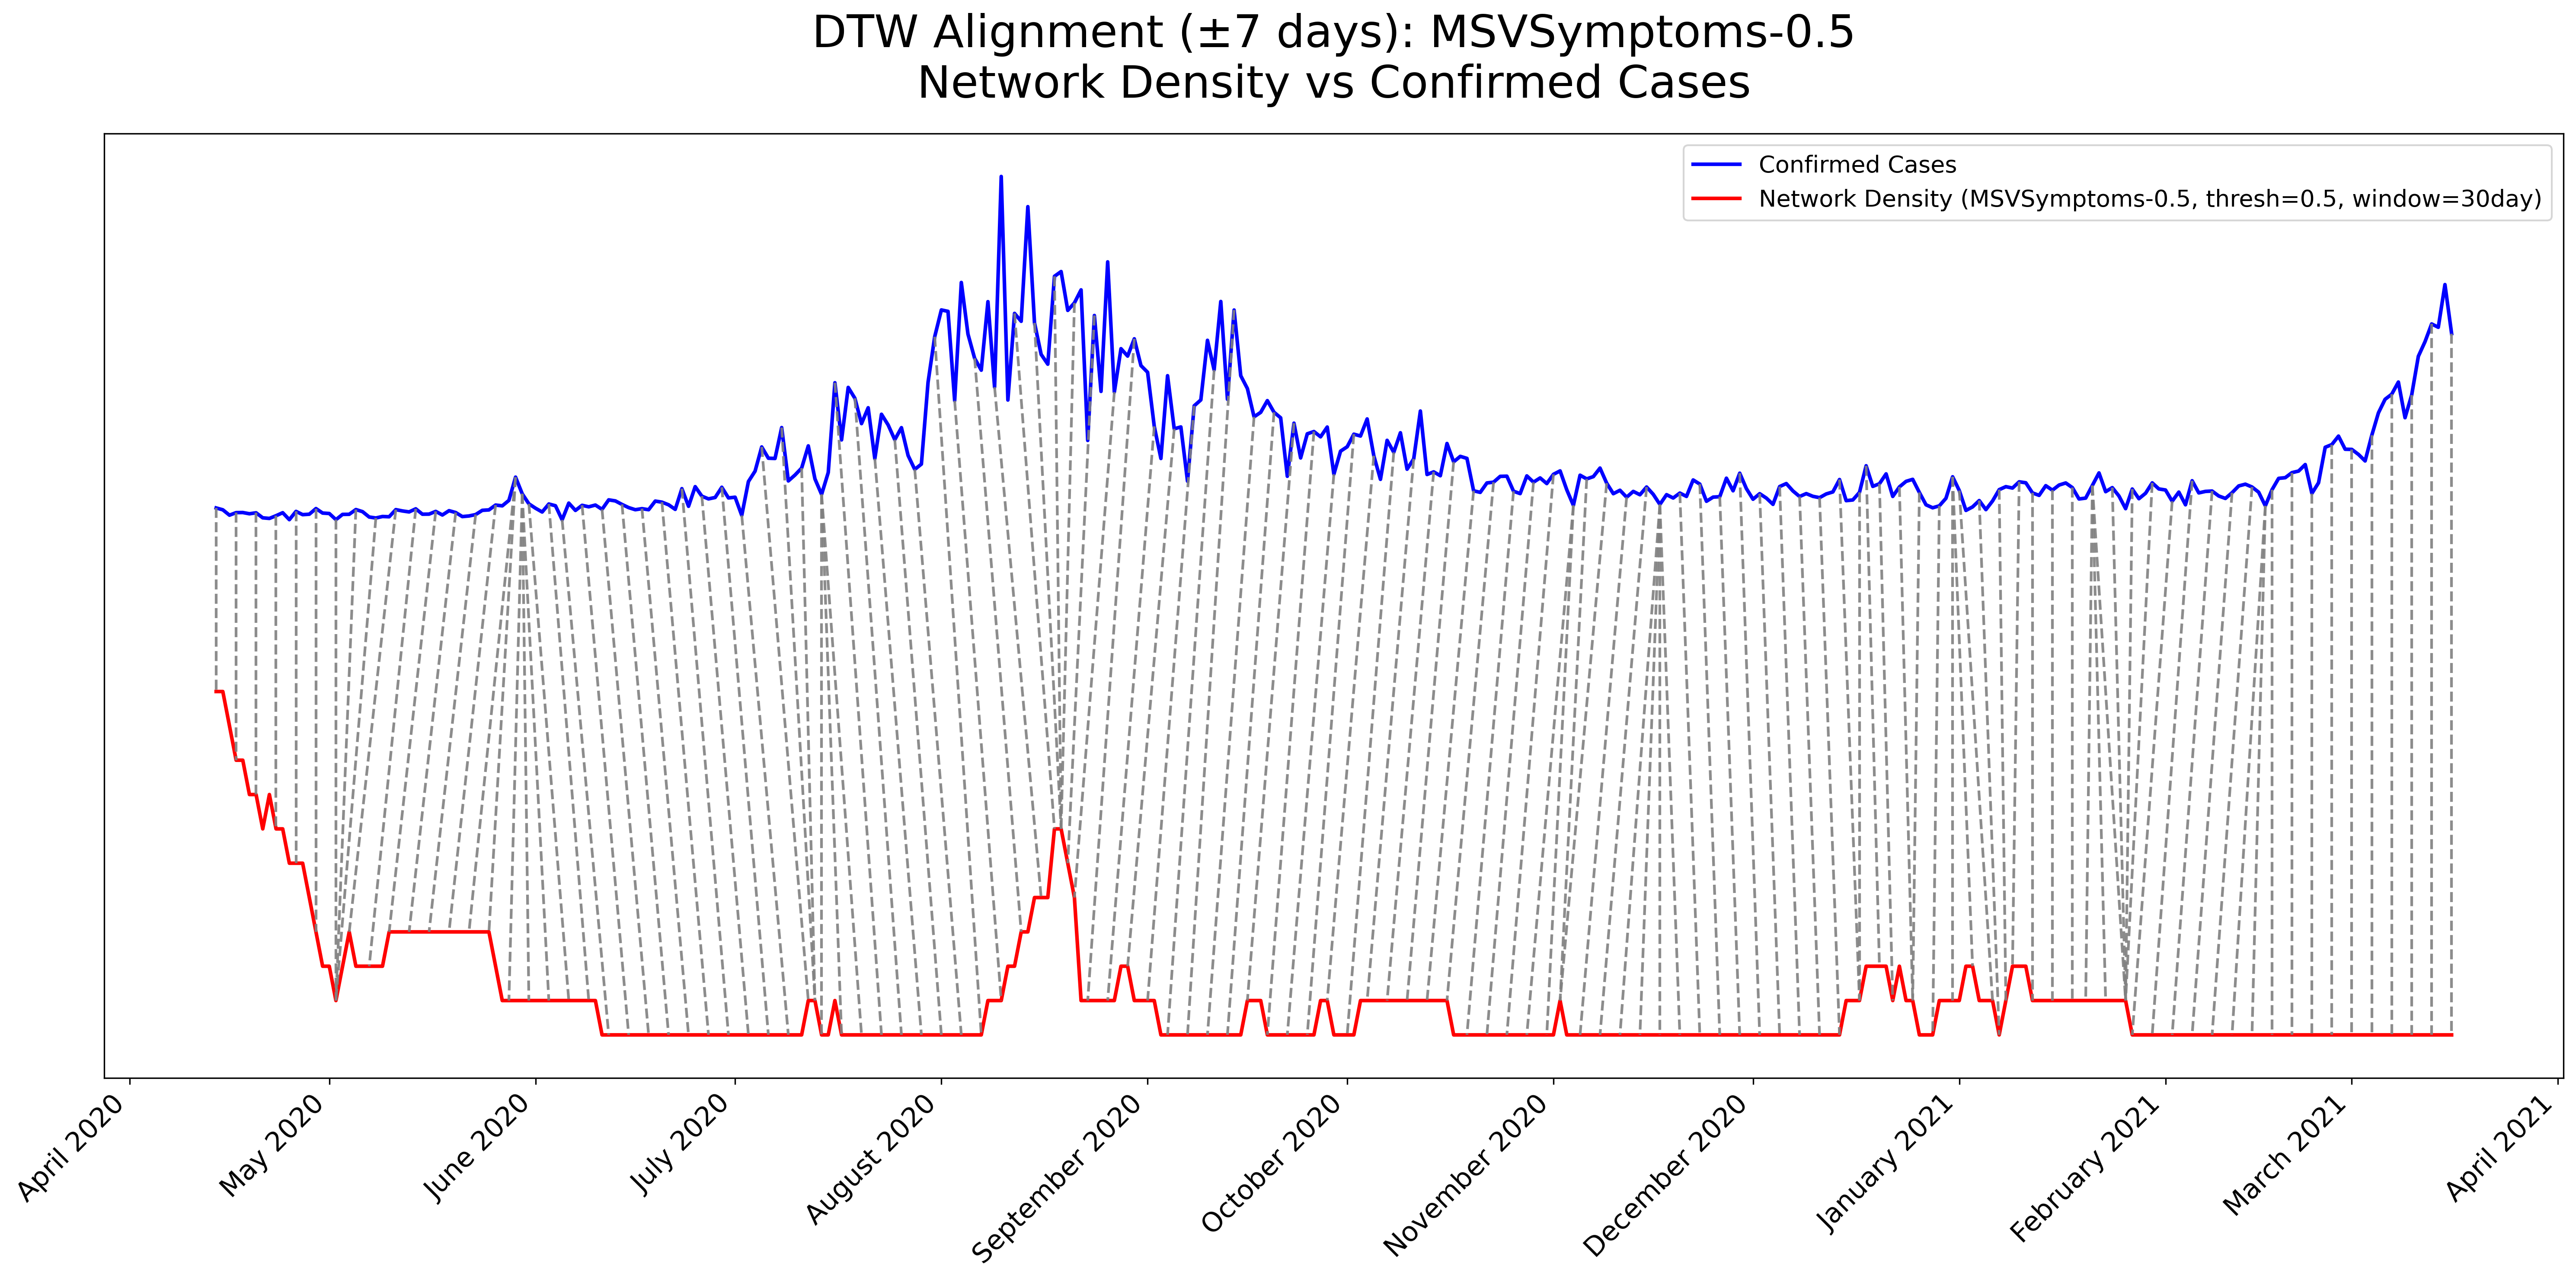 DTW Alignment (±7 days): MSVSymptoms-0.5
Network Density vs Confirmed Cases
Confirmed Cases
Network Density (MSVSymptoms-0.5, thresh=0.5, window=30day)
April 2020
May 2020
June 2020
July 2020
August 2020
September 2020
October 2020
November 2020
December 2020
January 2021
February 2021
March 2021
April 2021